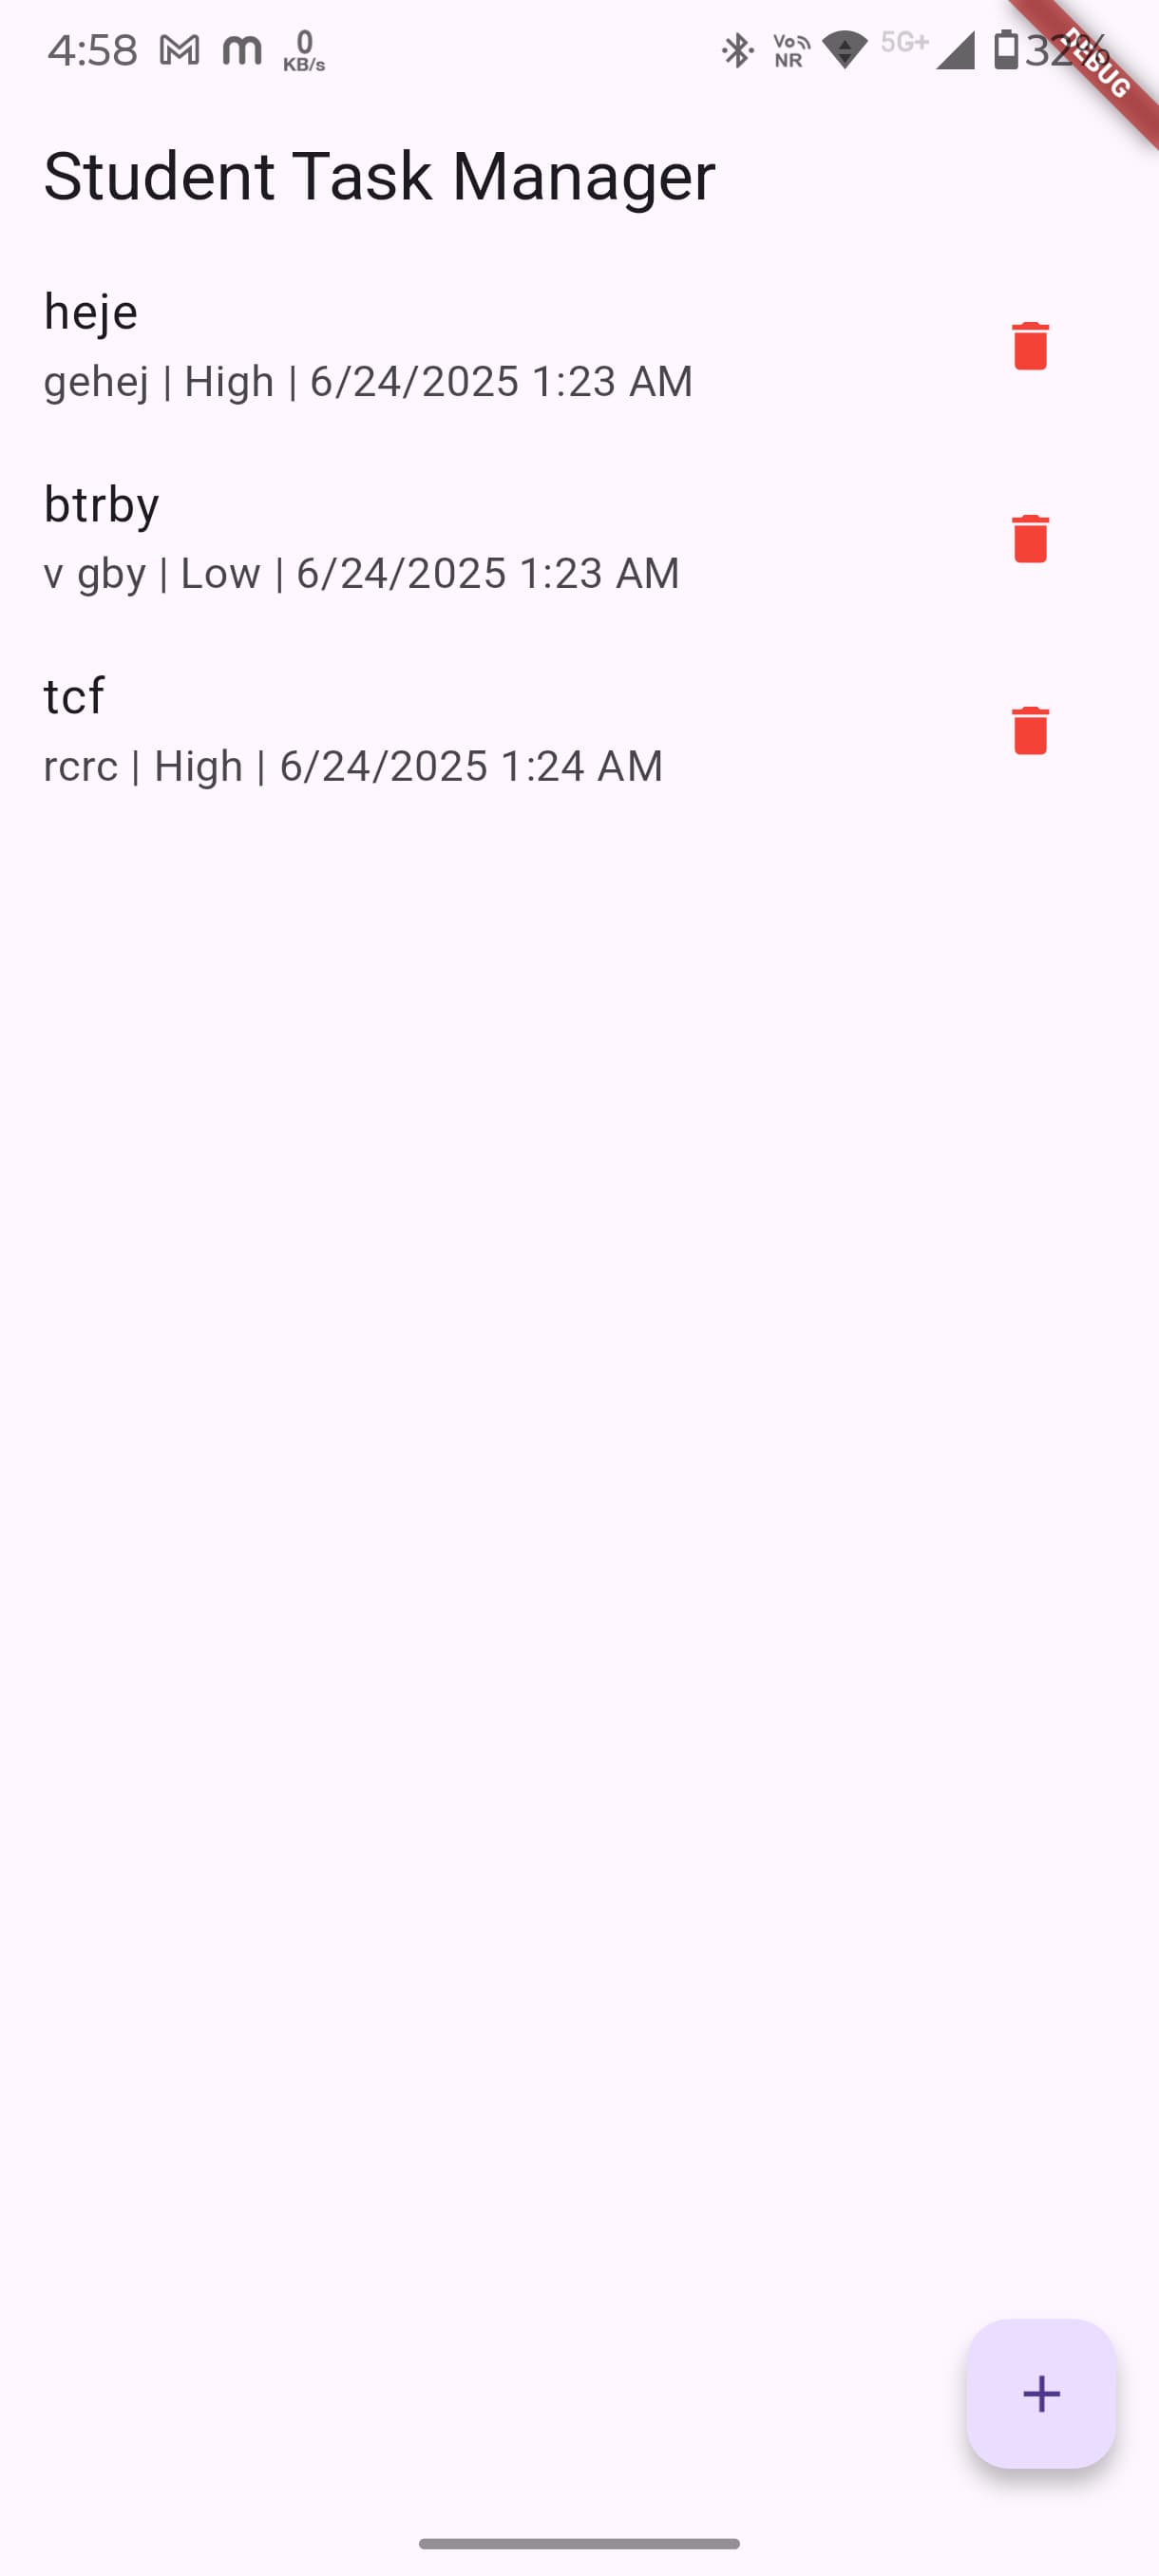 4:58 M m 0 KB/s Vo NR 5G+ 32%
DEBUG
Student Task Manager
heje
gehej | High | 6/24/2025 1:23 AM
btrby
v gby | Low | 6/24/2025 1:23 AM
tcf
rcrc | High | 6/24/2025 1:24 AM
+